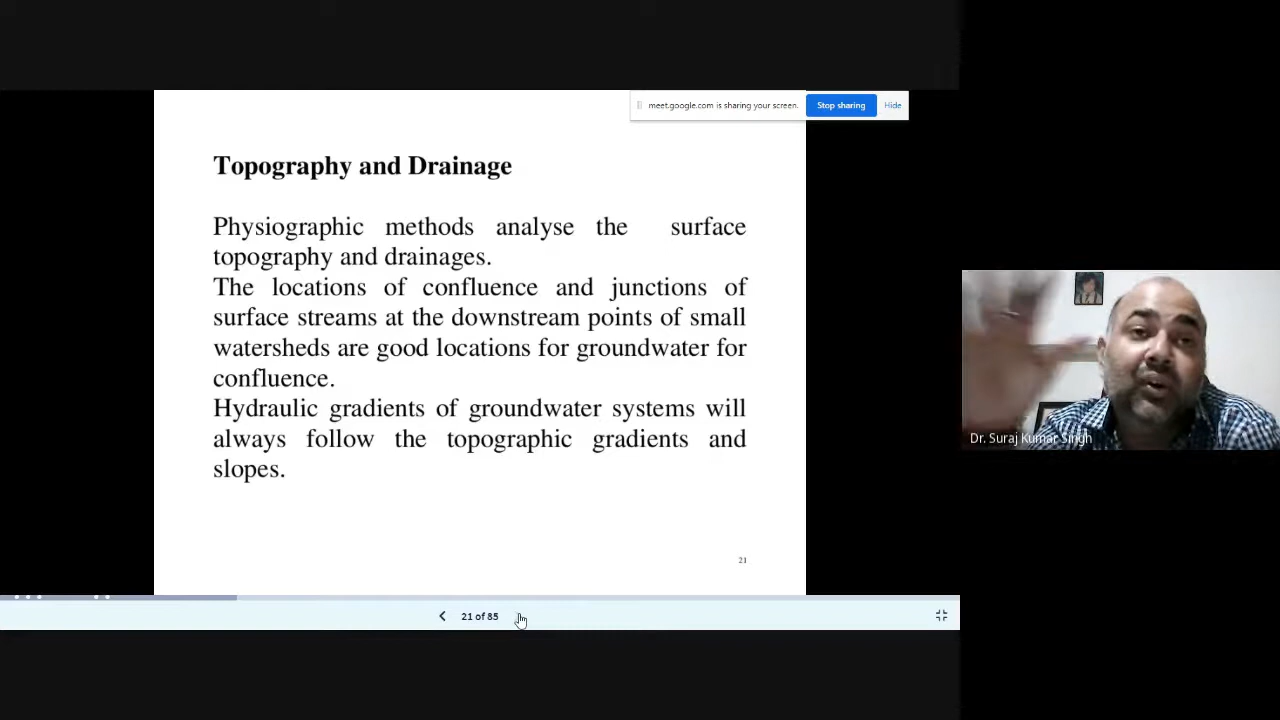 meet.google.com is sharing your screen.
Stop sharing
Hide
Topography and Drainage
Physiographic methods analyse the surface
topography and drainages.
The locations of confluence and junctions of
surface streams at the downstream points of small
watersheds are good locations for groundwater for
confluence.
Hydraulic gradients of groundwater systems will
always follow the topographic gradients and
slopes.
21
21 of 85
Dr. Suraj Kumar Singh